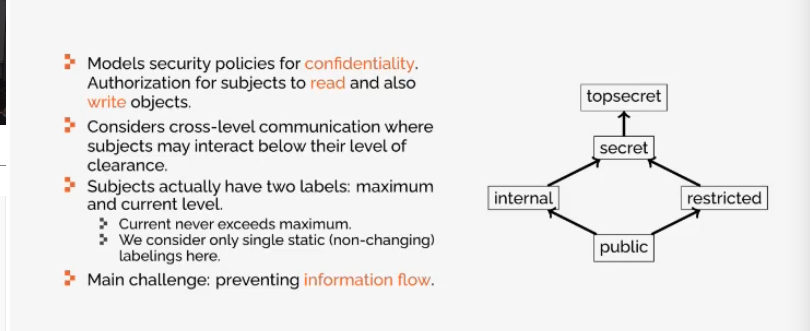 Models security policies for confidentiality.
Authorization for subjects to read and also
write objects.
Considers cross-level communication where
subjects may interact below their level of
clearance.
Subjects actually have two labels: maximum
and current level.
Current never exceeds maximum.
We consider only single static (non-changing)
labelings here.
Main challenge: preventing information flow.
topsecret
secret
internal
restricted
public